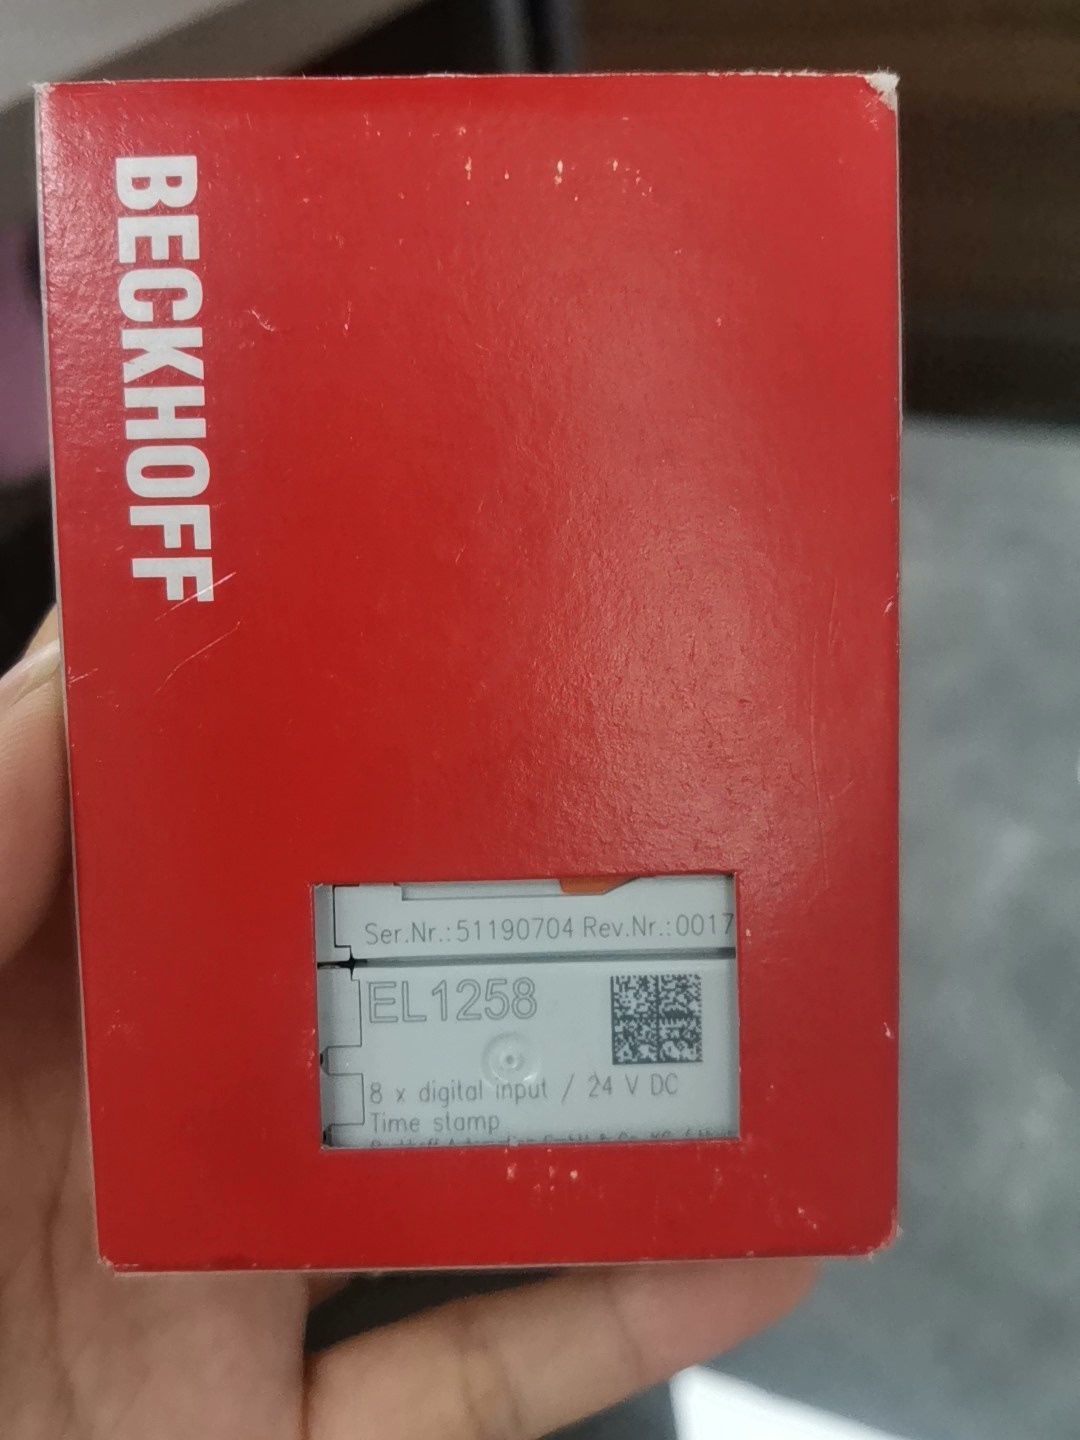 BECKHOFF
Ser.Nr.: 51190704 Rev.Nr.: 0017
EL1258
8 x digital input / 24 V DC
Time stamp